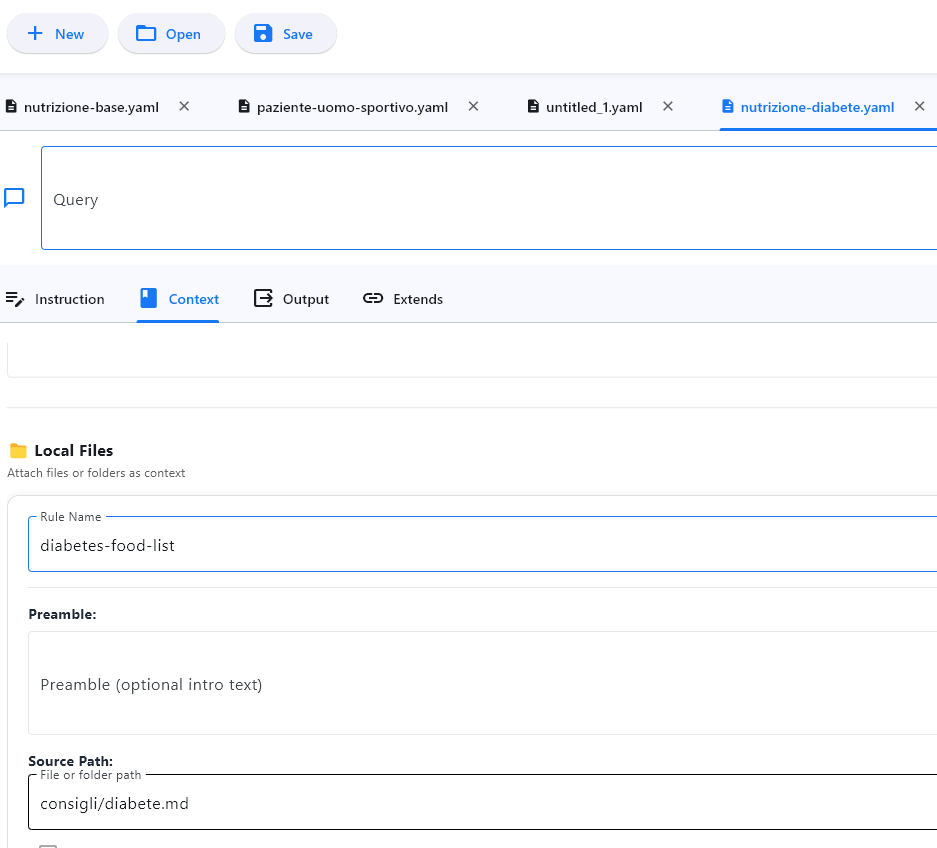 New Open Save
nutrizione-base.yaml paziente-uomo-sportivo.yaml untitled_1.yaml nutrizione-diabete.yaml
Query
Instruction Context Output Extends
Local Files
Attach files or folders as context
Rule Name
diabetes-food-list
Preamble:
Preamble (optional intro text)
Source Path:
File or folder path
consigli/diabete.md